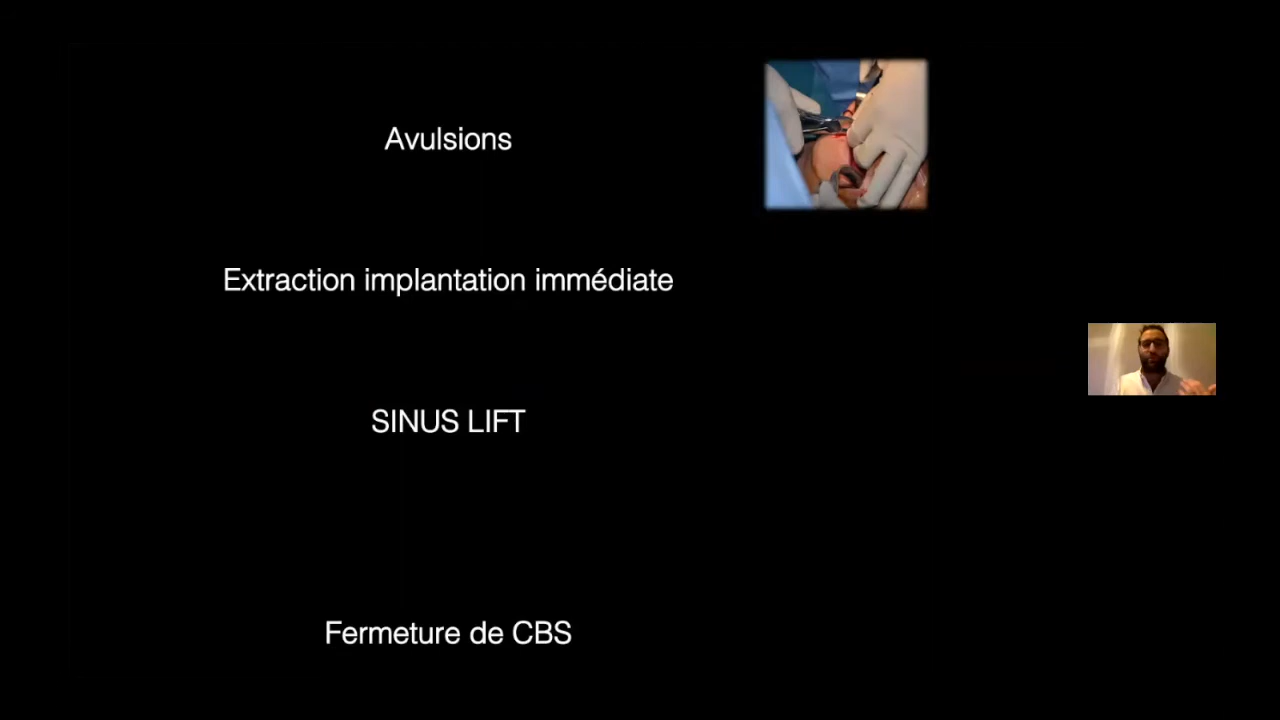 Avulsions
Extraction implantation immédiate
SINUS LIFT
Fermeture de CBS